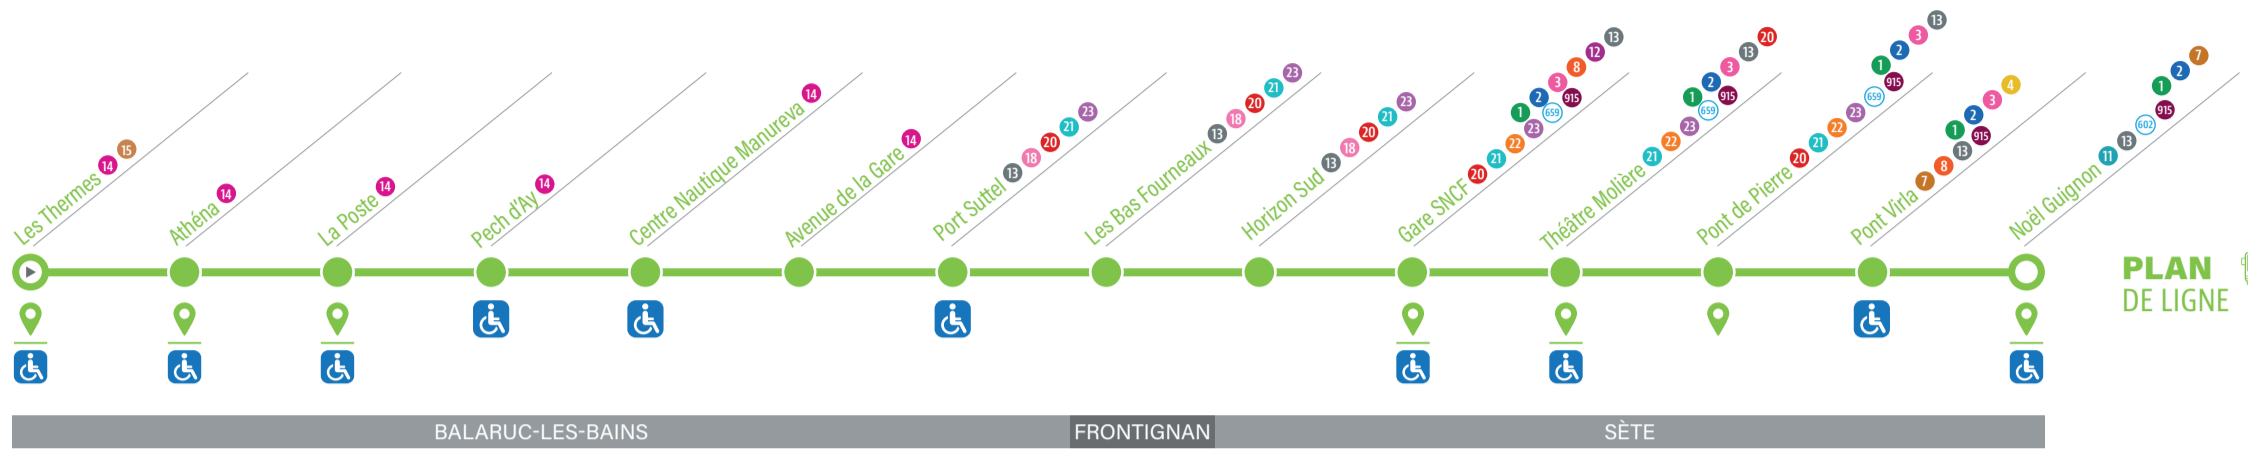 Les Thermes 14 15
Athéna 14
La Poste 14
Pech d'Ay 14
Centre Nautique Manureva 14
Avenue de la Gare 14
Port Suttel 13 18 20 21 23
Les Bas Fourneaux 13 18 20 21 23
Horizon Sud 13 18 20 21 23
Gare SNCF 20 21 22 23 659 915
1 2 3 8 12 13
Théâtre Molière 21 22 23 659 915
1 2 3 13 20
Pont de Pierre 20 21 22 23 659 915
1 2 3 13
Pont Virla 7 8 13 915
1 2 3 4
Noël Guignon 11 13 602 915
1 2 7
PLAN
DE LIGNE
BALARUC-LES-BAINS
FRONTIGNAN
SÈTE